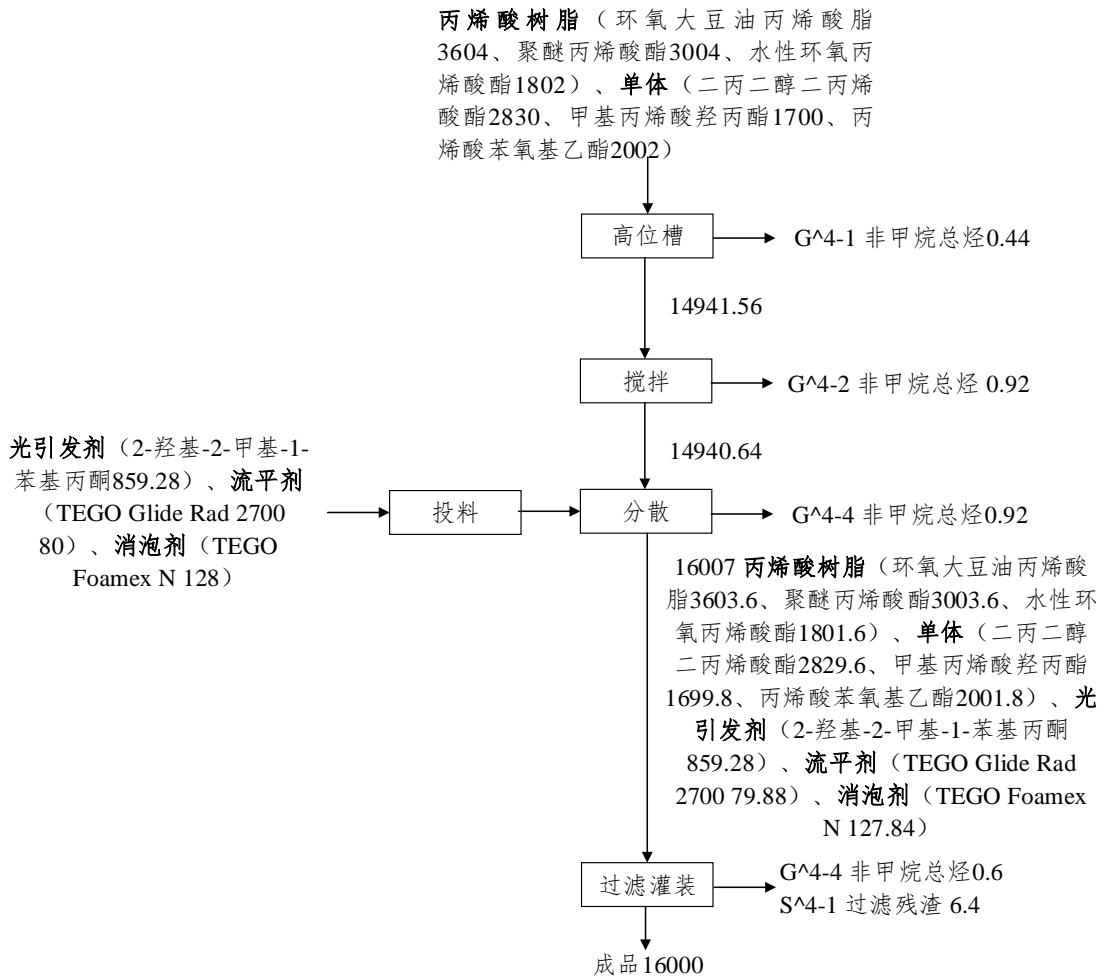 丙烯酸树脂（环氧大豆油丙烯酸脂
3604、聚醚丙烯酸酯3004、水性环氧丙
烯酸酯1802）、单体（二丙二醇二丙烯
酸酯2830、甲基丙烯酸羟丙酯1700、丙
烯酸苯氧基乙酯2002）
高位槽
G^4-1 非甲烷总烃0.44
14941.56
搅拌
G^4-2 非甲烷总烃 0.92
14940.64
光引发剂（2-羟基-2-甲基-1-
苯基丙酮859.28）、流平剂
（TEGO Glide Rad 2700
80）、消泡剂（TEGO
Foamex N 128）
投料
分散
G^4-4 非甲烷总烃0.92
16007 丙烯酸树脂（环氧大豆油丙烯酸
脂3603.6、聚醚丙烯酸酯3003.6、水性环
氧丙烯酸酯1801.6）、单体（二丙二醇
二丙烯酸酯2829.6、甲基丙烯酸羟丙酯
1699.8、丙烯酸苯氧基乙酯2001.8）、光
引发剂（2-羟基-2-甲基-1-苯基丙酮
859.28）、流平剂（TEGO Glide Rad
2700 79.88）、消泡剂（TEGO Foamex
N 127.84）
过滤灌装
G^4-4 非甲烷总烃0.6
S^4-1 过滤残渣 6.4
成品16000